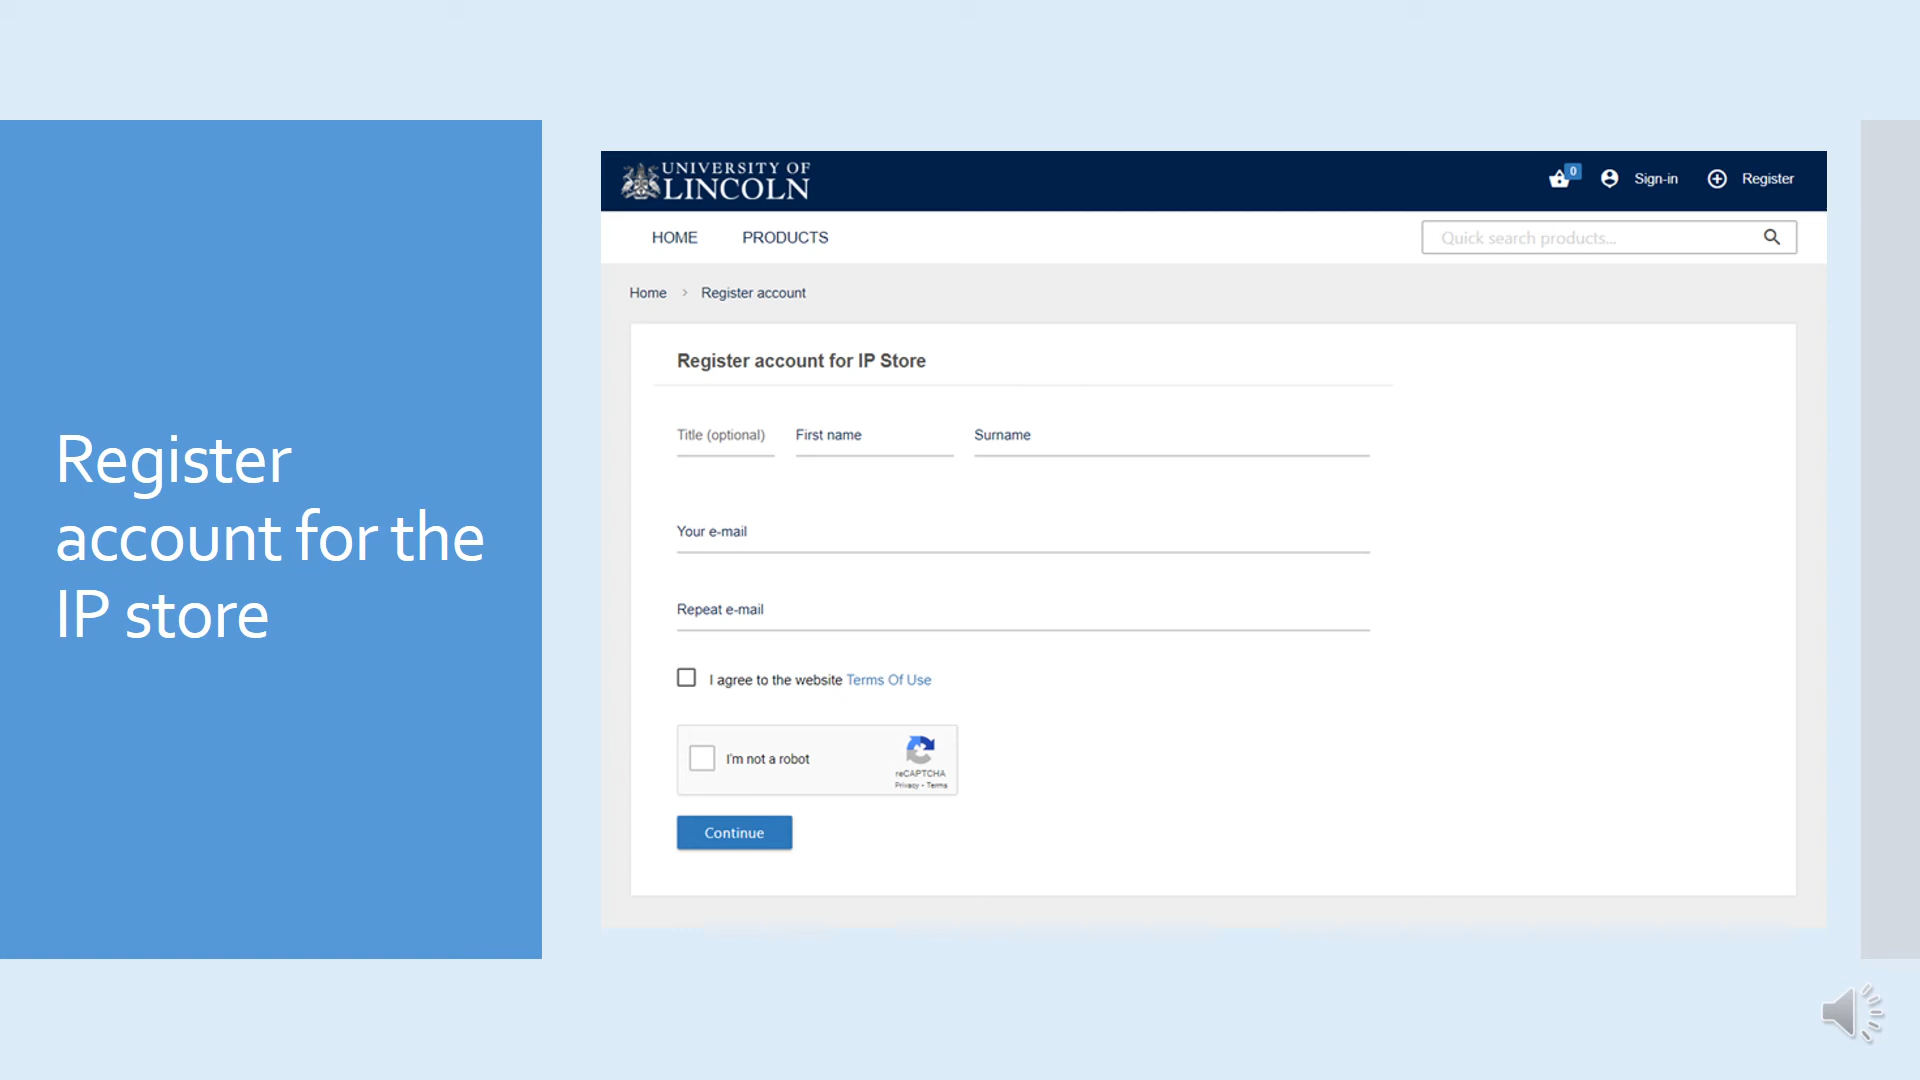 Register
account for the
IP store
UNIVERSITY OF
LINCOLN
0
Sign-in
Register
HOME
PRODUCTS
Quick search products...
Home > Register account
Register account for IP Store
Title (optional)
First name
Surname
Your e-mail
Repeat e-mail
I agree to the website Terms Of Use
I'm not a robot
reCAPTCHA
Privacy - Terms
Continue